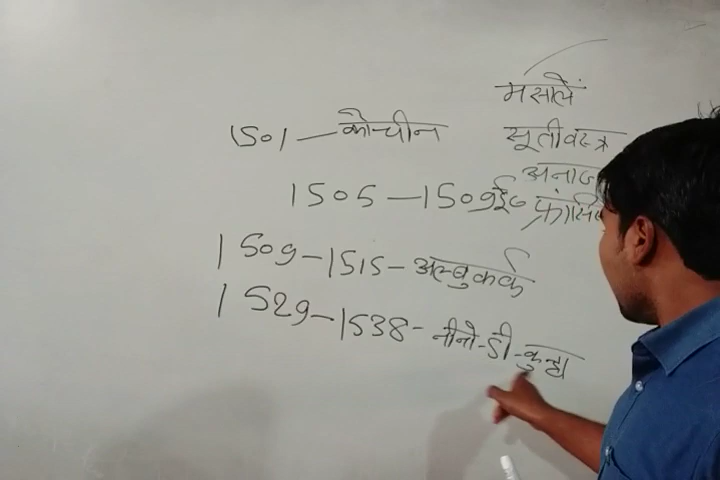 मसालें
1501 – कोचीन
सूतीवस्त्र
अनाज
1505 – 1509ई०
1509 – 1515 – अल्बुकर्क
1529 – 1538 – नीनो-डी-कुन्हा